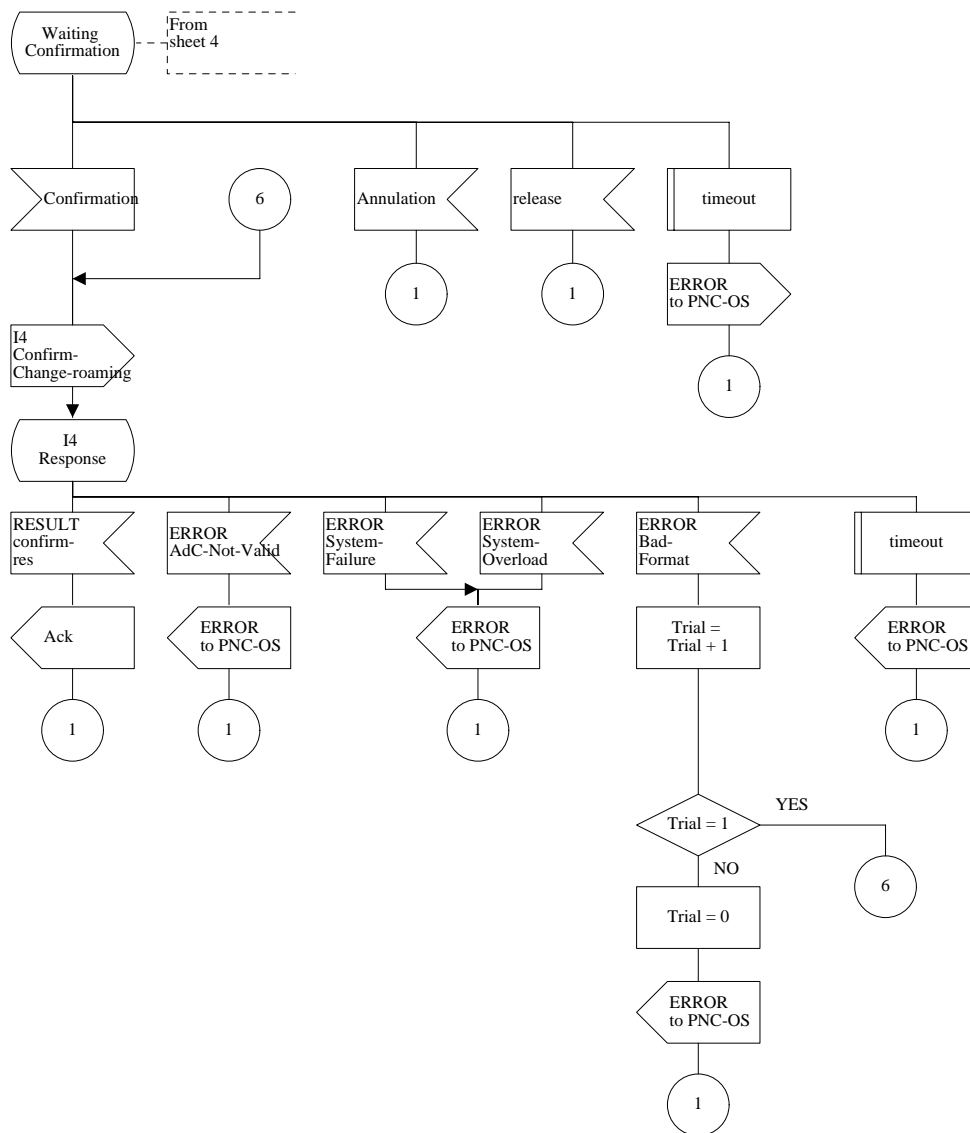 Waiting
Confirmation
From
sheet 4
Confirmation
6
Annulation
release
timeout
1
1
ERROR
to PNC-OS
I4
Confirm-
Change-roaming
1
I4
Response
RESULT
confirm-
res
ERROR
AdC-Not-Valid
ERROR
System-
Failure
ERROR
System-
Overload
ERROR
Bad-
Format
timeout
Ack
ERROR
to PNC-OS
ERROR
to PNC-OS
Trial =
Trial + 1
ERROR
to PNC-OS
1
1
1
1
Trial = 1
YES
NO
6
Trial = 0
ERROR
to PNC-OS
1